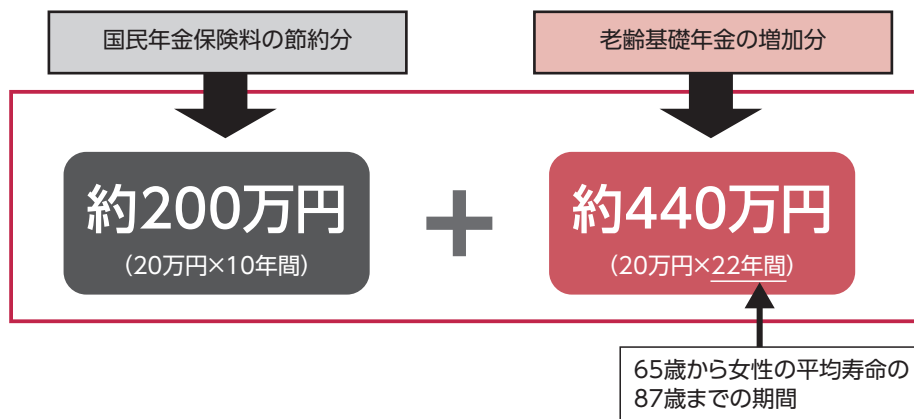 国民年金保険料の節約分
老齢基礎年金の増加分
約200万円
(20万円×10年間)
+
約440万円
(20万円×22年間)
65歳から女性の平均寿命の
87歳までの期間